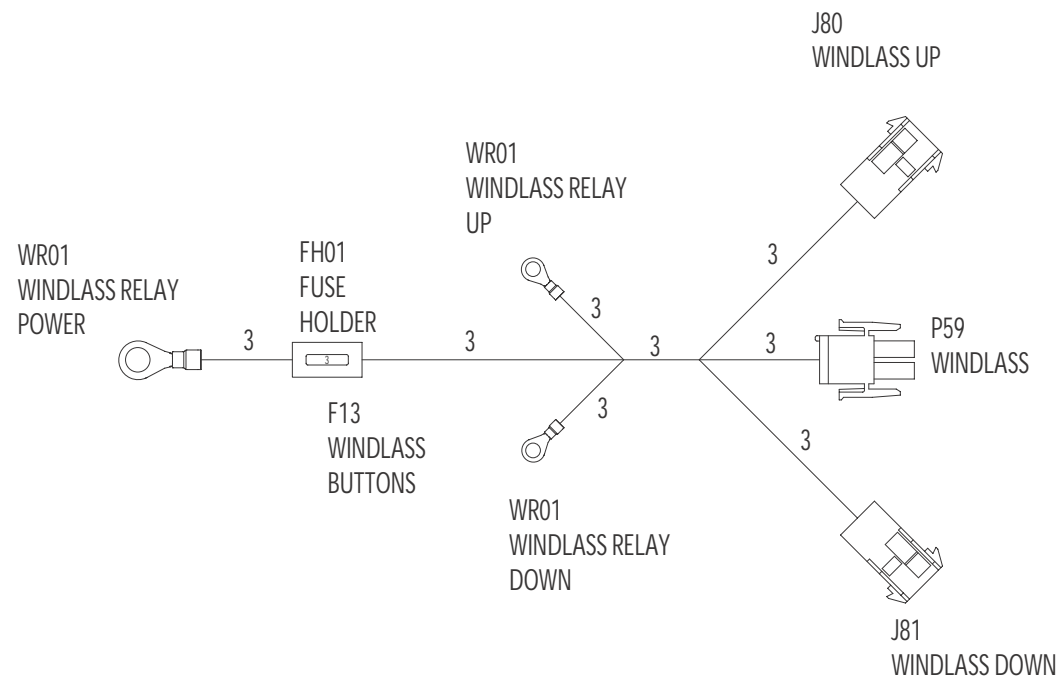 J80
WINDLASS UP
WR01
WINDLASS RELAY
UP
WR01
WINDLASS RELAY
POWER
FH01
FUSE
HOLDER
3
3
3
3
3
3
3
3
3
P59
WINDLASS
F13
WINDLASS
BUTTONS
WR01
WINDLASS RELAY
DOWN
J81
WINDLASS DOWN